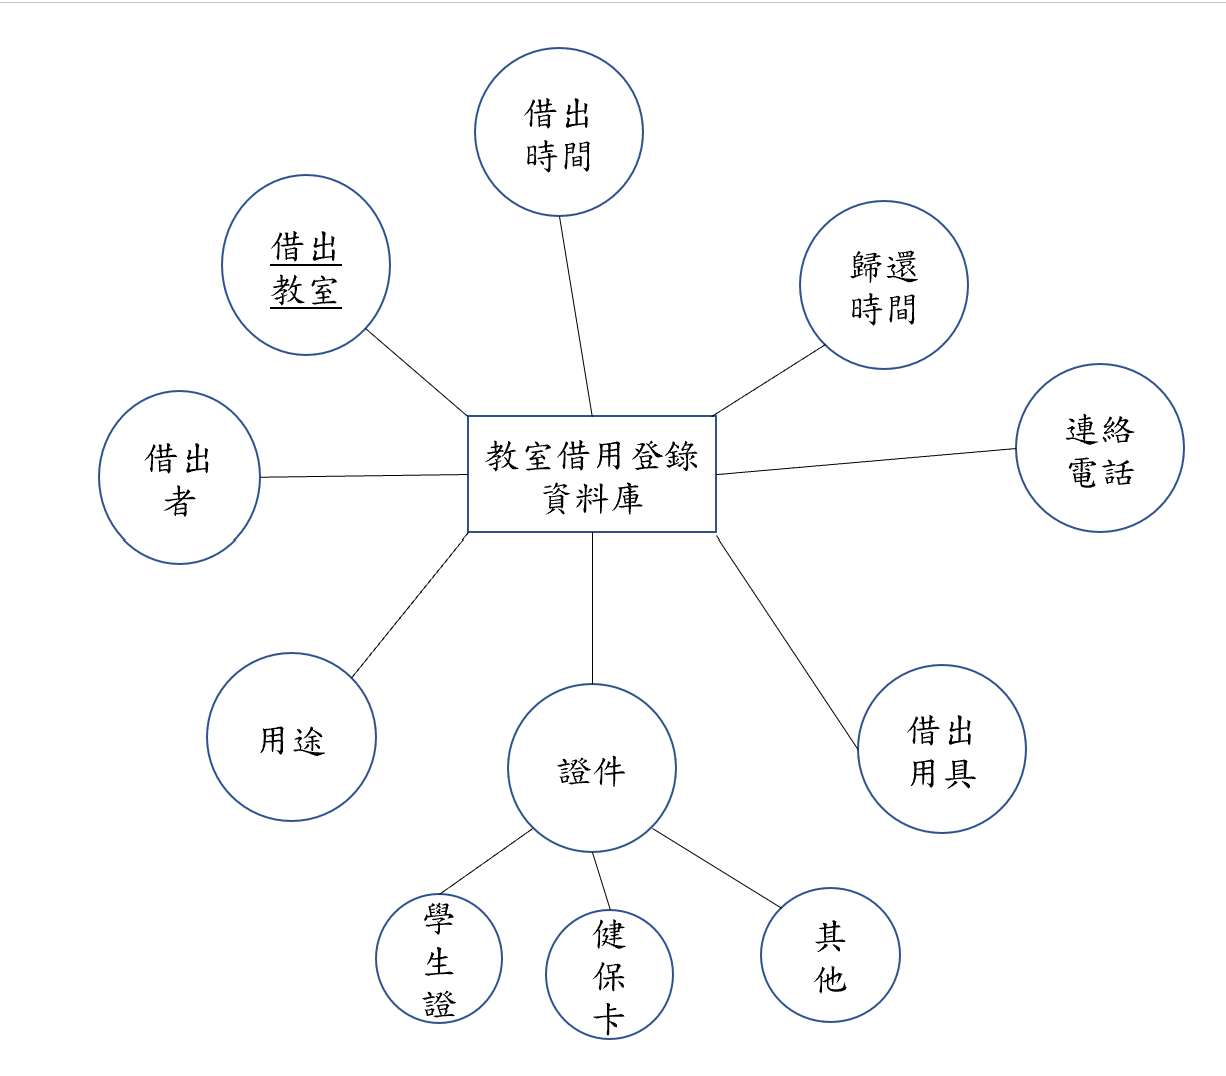 借出
時間
借出
教室
歸還
時間
連絡
電話
借出
者
教室借用登錄
資料庫
用途
證件
借出
用具
學
生
證
健
保
卡
其
他